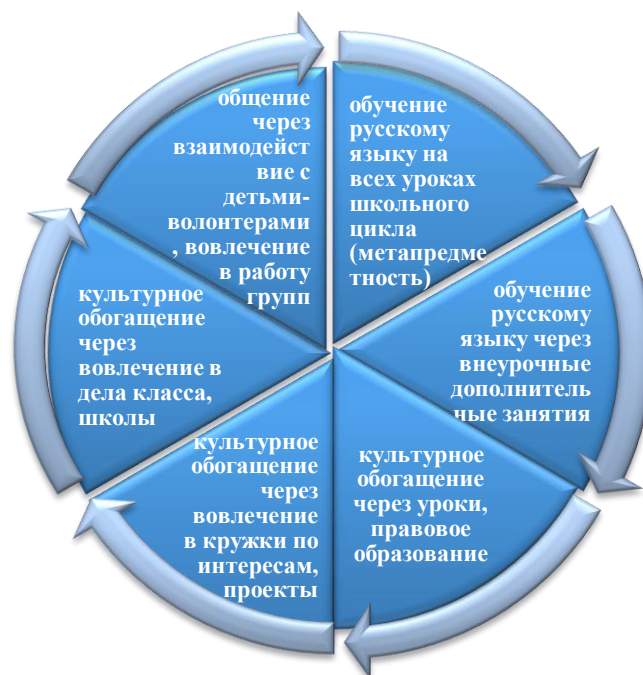 обучение
русскому
языку на
всех уроках
школьного
цикла
(метапредме
тность)
обучение
русскому
языку через
внеурочные
дополнитель
ные занятия
культурное
обогащение
через уроки,
правовое
образование
культурное
обогащение
через
вовлечение
в кружки по
интересам,
проекты
культурное
обогащение
через
вовлечение в
дела класса,
школы
общение
через
взаимодейст
вие с
детьми-
волонтерами
, вовлечение
в работу
групп